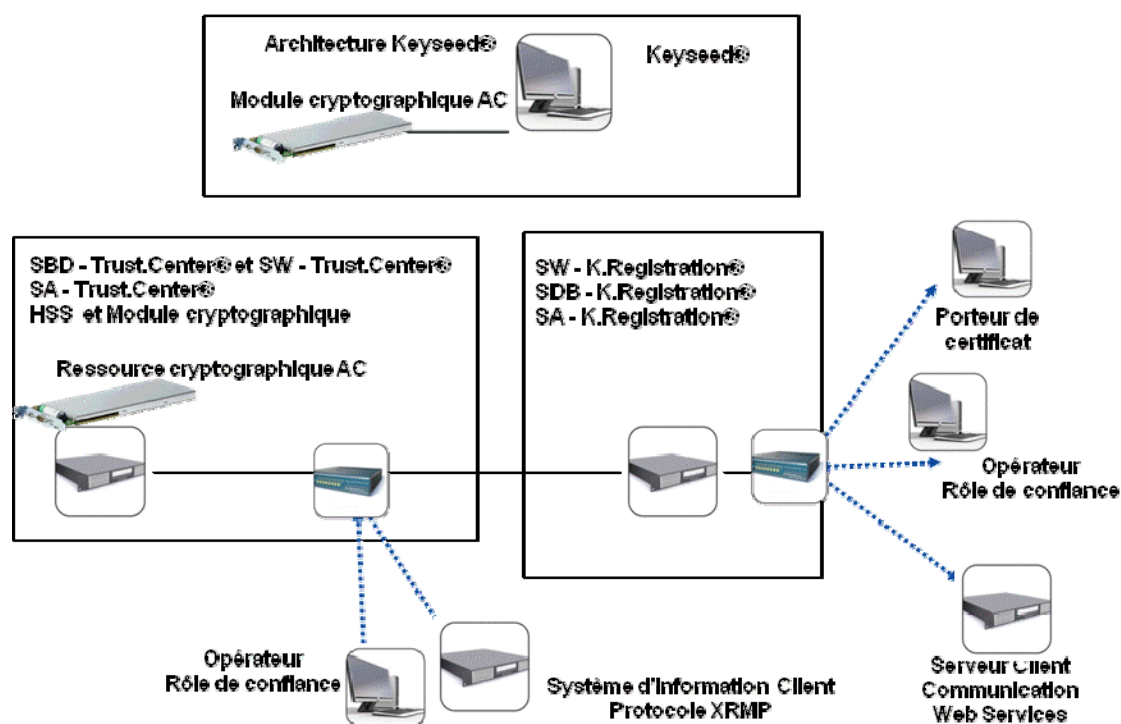 Architecture Keyseed®
Keyseed®
Module cryptographique AC
SBD - Trust.Center® et SW - Trust.Center®
SA - Trust.Center®
HSS et Module cryptographique
Ressource cryptographique AC
SW - K.Registration®
SDB - K.Registration®
SA - K.Registration®
Porteur de
certificat
Opérateur
Rôle de confiance
Opérateur
Rôle de confiance
Système d'Information Client
Protocole XRMP
Serveur Client
Communication
Web Services